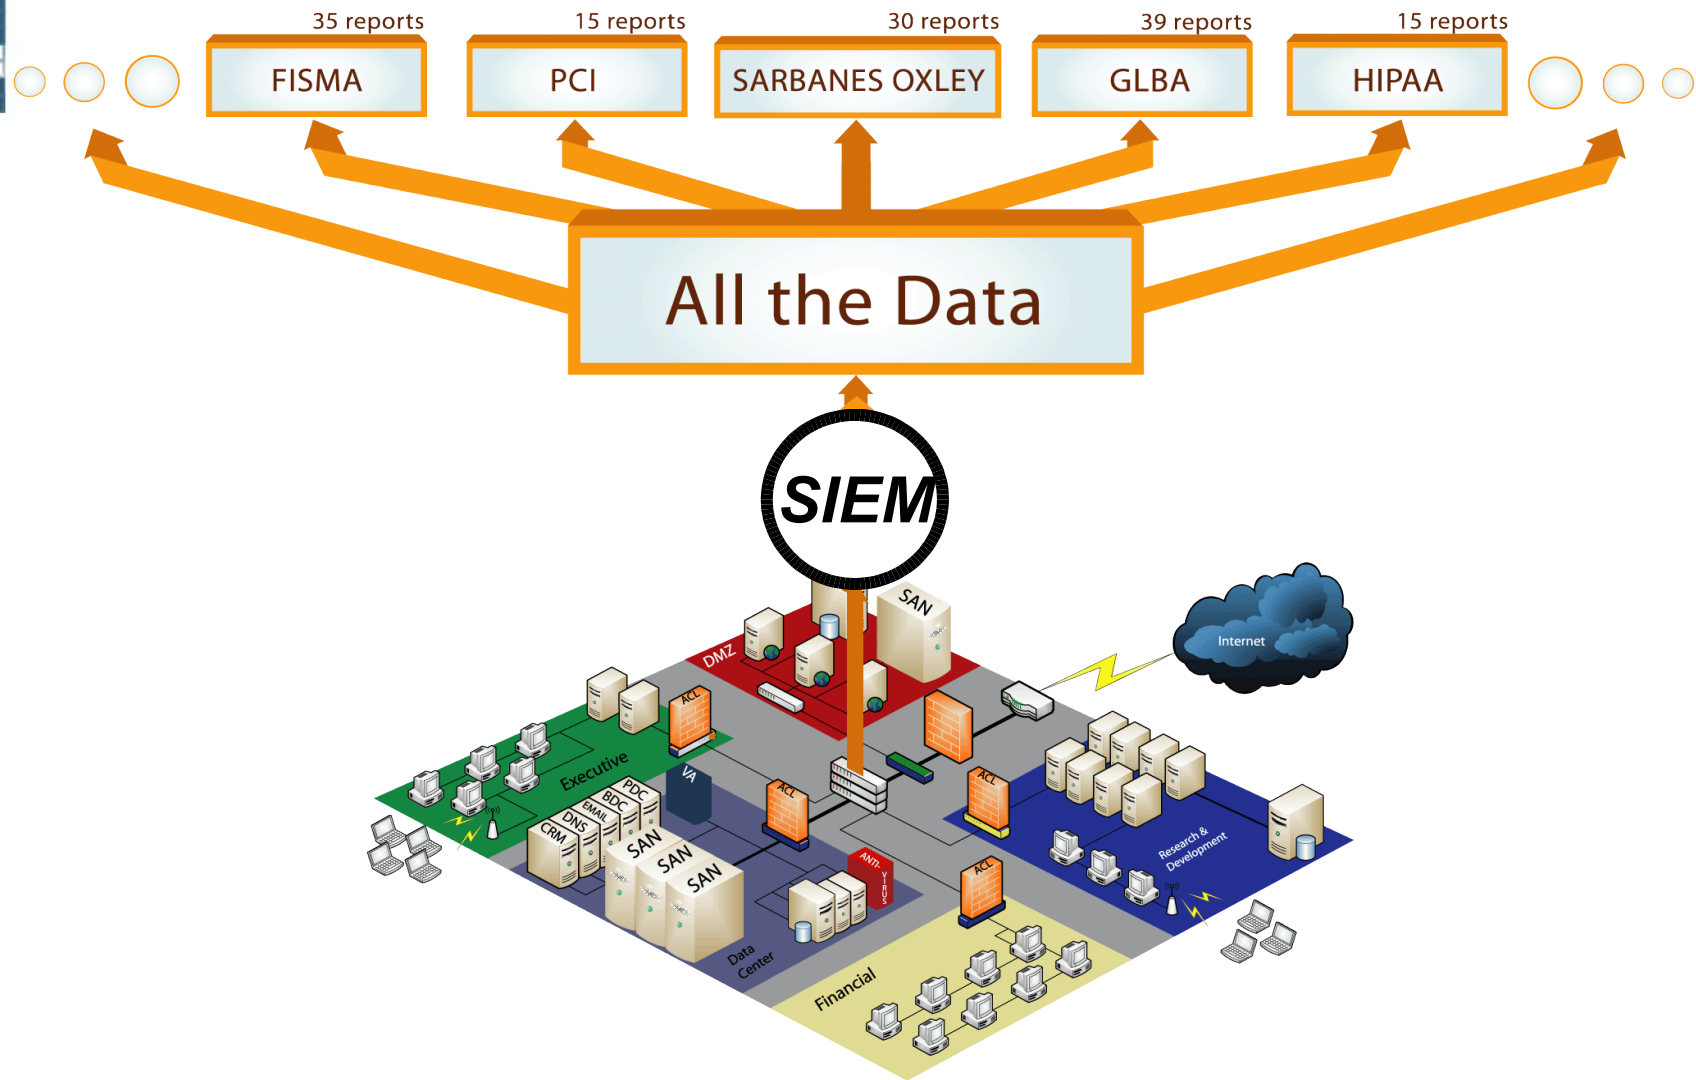 35 reports
15 reports
30 reports
39 reports
15 reports
FISMA
PCI
SARBANES OXLEY
GLBA
HIPAA
All the Data
SIEM
SAN
DMZ
Internet
ACL
Executive
VA
PDC
BDC
EMAIL
DNS
CRM
ACL
ACL
SAN
SAN
SAN
Research &
Development
ANTI-
VIRUS
ACL
Data
Center
Financial